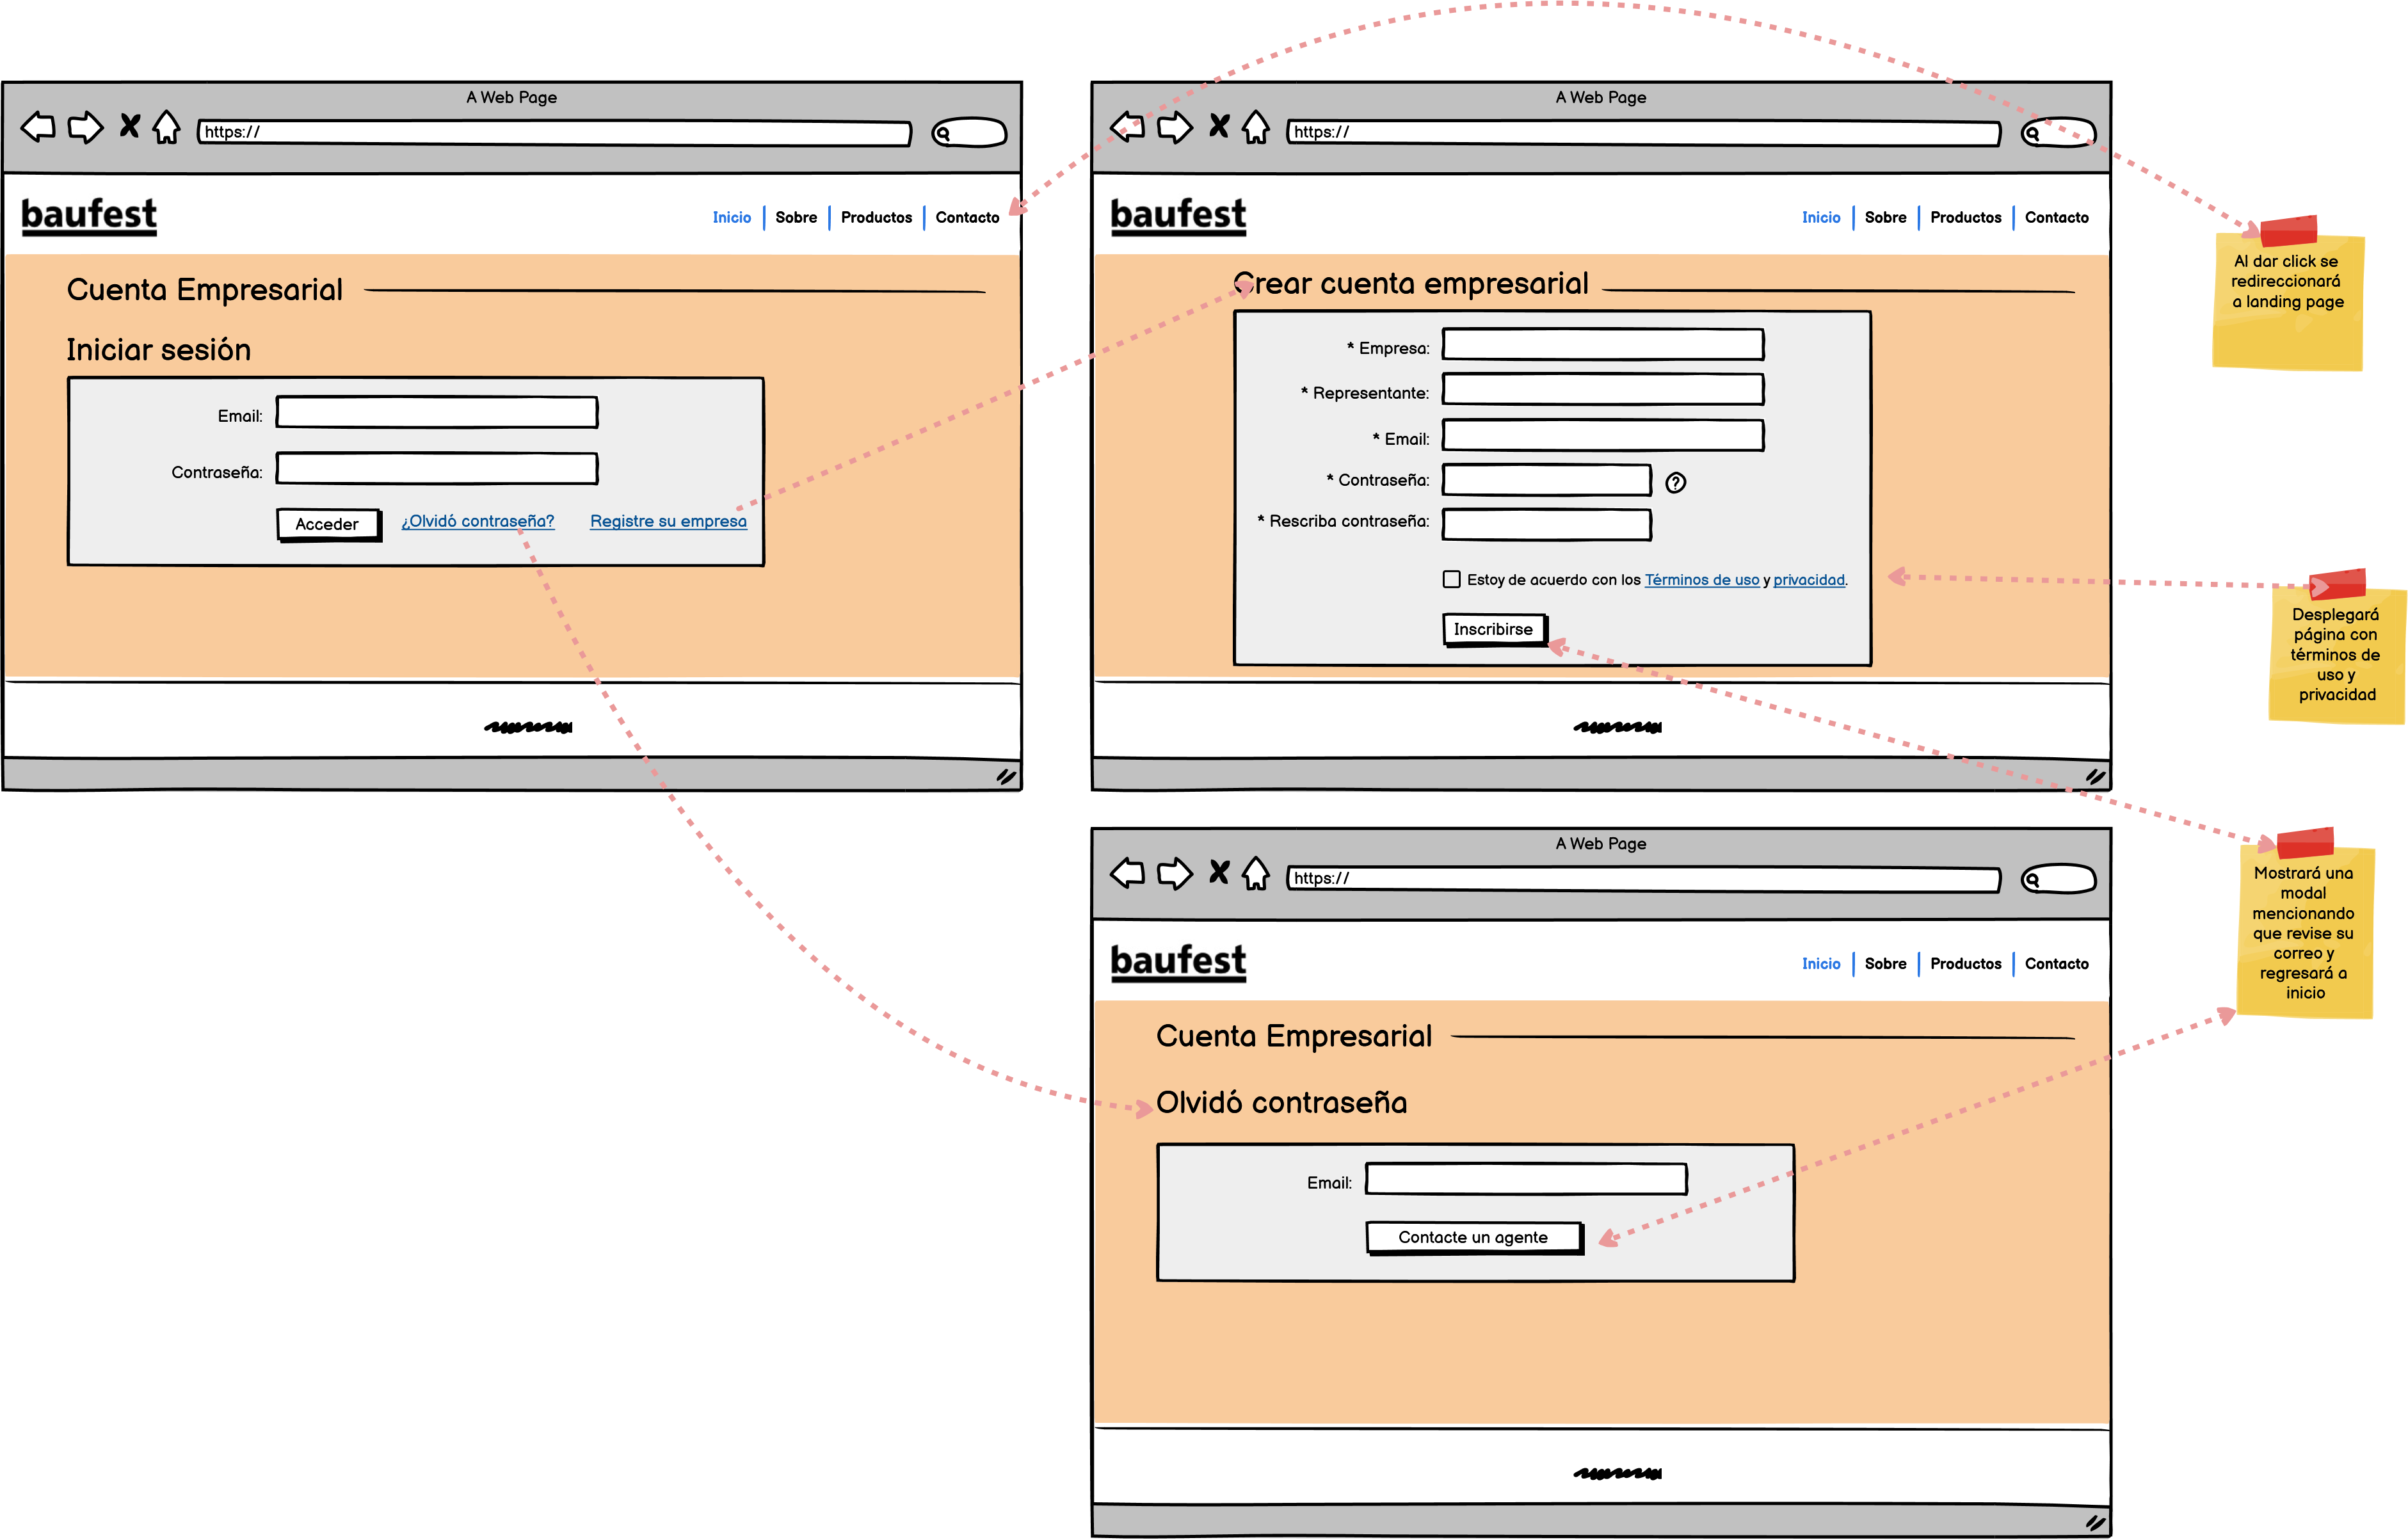 A Web Page
https://
baufest
Inicio Sobre Productos Contacto
Cuenta Empresarial
Iniciar sesión
Email:
Contraseña:
Acceder ¿Olvidó contraseña? Registre su empresa
A Web Page
https://
baufest
Inicio Sobre Productos Contacto
Crear cuenta empresarial
* Empresa:
* Representante:
* Email:
* Contraseña: ?
* Rescriba contraseña:
Estoy de acuerdo con los Términos de uso y privacidad.
Inscribirse
Al dar click se
redireccionará
a landing page
Desplegará
página con
términos de
uso y
privacidad
A Web Page
https://
baufest
Inicio Sobre Productos Contacto
Cuenta Empresarial
Olvidó contraseña
Email:
Contacte un agente
Mostrará una
modal
mencionando
que revise su
correo y
regresará a
inicio